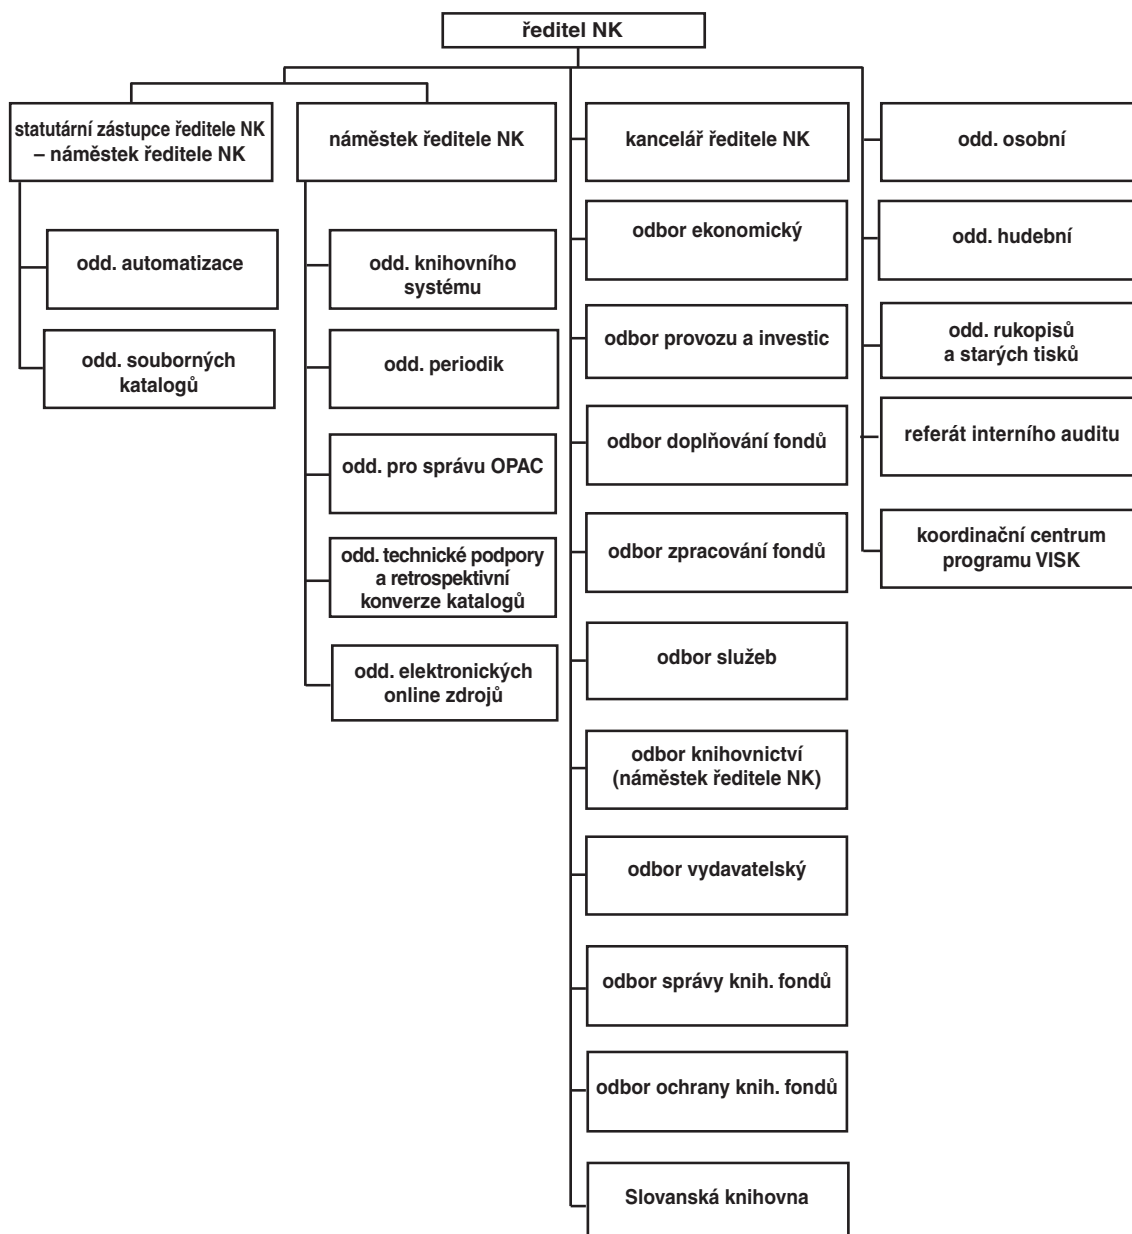 ředitel NK
statutární zástupce ředitele NK
– náměstek ředitele NK
odd. automatizace
odd. souborných
katalogů
náměstek ředitele NK
odd. knihovního
systému
odd. periodik
odd. pro správu OPAC
odd. technické podpory
a retrospektivní
konverze katalogů
odd. elektronických
online zdrojů
kancelář ředitele NK
odbor ekonomický
odbor provozu a investic
odbor doplňování fondů
odbor zpracování fondů
odbor služeb
odbor knihovnictví
(náměstek ředitele NK)
odbor vydavatelský
odbor správy knih. fondů
odbor ochrany knih. fondů
Slovanská knihovna
odd. osobní
odd. hudební
odd. rukopisů
a starých tisků
referát interního auditu
koordinační centrum
programu VISK